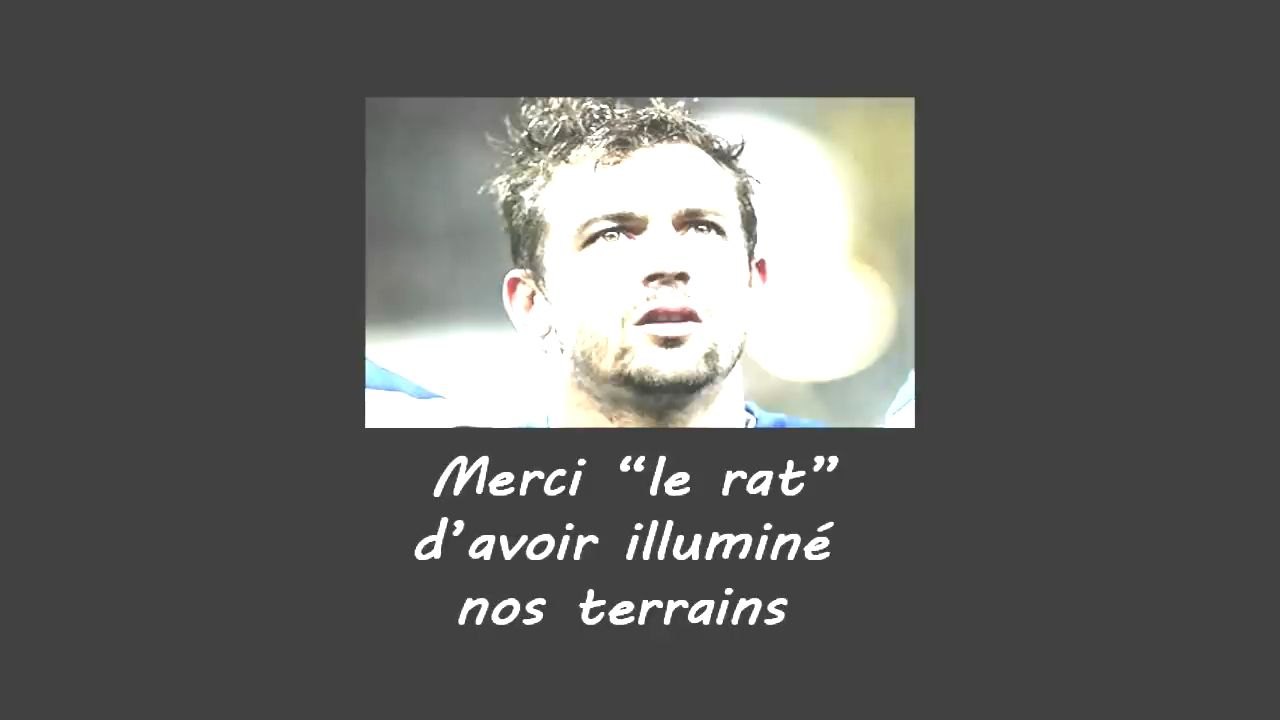 Merci “le rat”
d’avoir illuminé
nos terrains